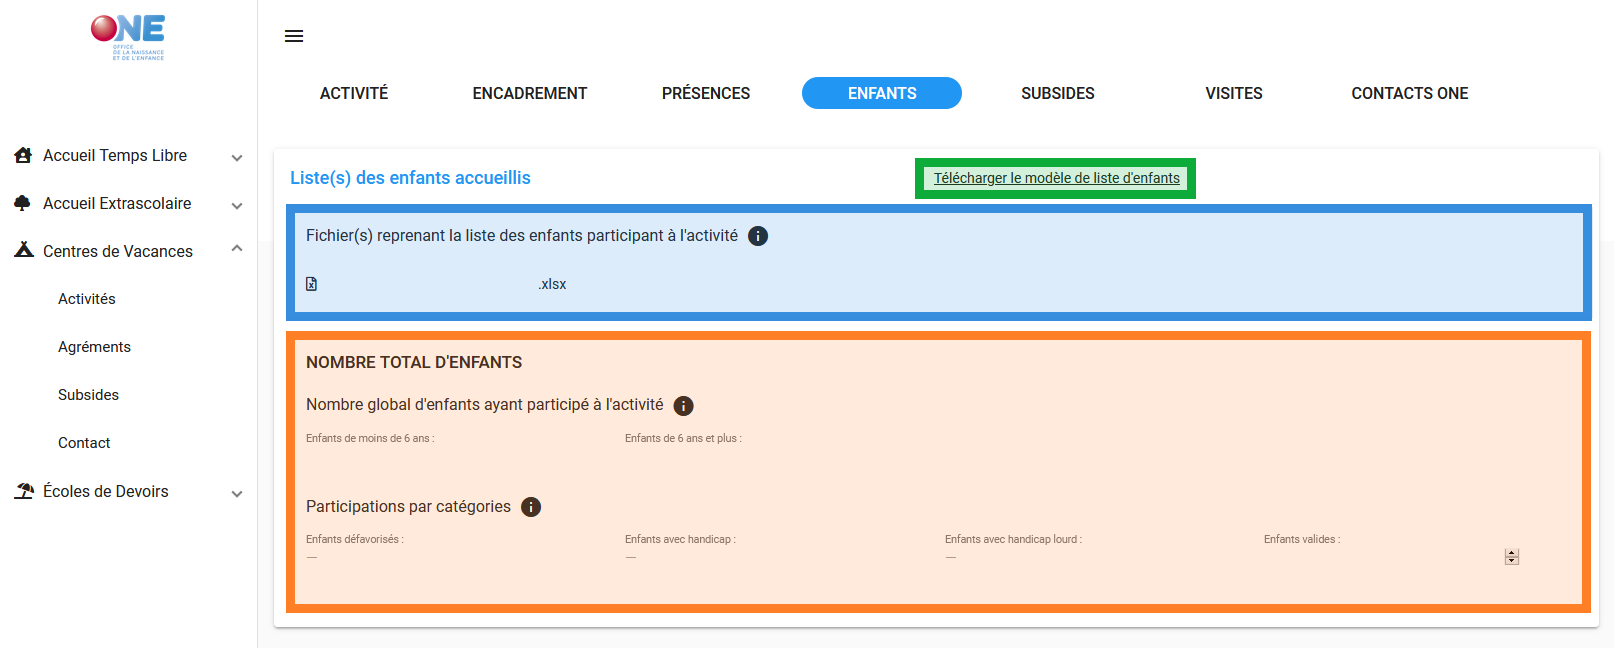 ONE
OFFICE
DE LA NAISSANCE
ET DE L'ENFANCE
ACTIVITÉ ENCADREMENT PRÉSENCES ENFANTS SUBSIDES VISITES CONTACTS ONE
Accueil Temps Libre
Accueil Extrascolaire
Centres de Vacances
Activités
Agréments
Subsides
Contact
Écoles de Devoirs
Liste(s) des enfants accueillis
Télécharger le modèle de liste d'enfants
Fichier(s) reprenant la liste des enfants participant à l'activité
.xlsx
NOMBRE TOTAL D'ENFANTS
Nombre global d'enfants ayant participé à l'activité
Enfants de moins de 6 ans : Enfants de 6 ans et plus :
Participations par catégories
Enfants défavorisés : Enfants avec handicap : Enfants avec handicap lourd : Enfants valides :
— — —